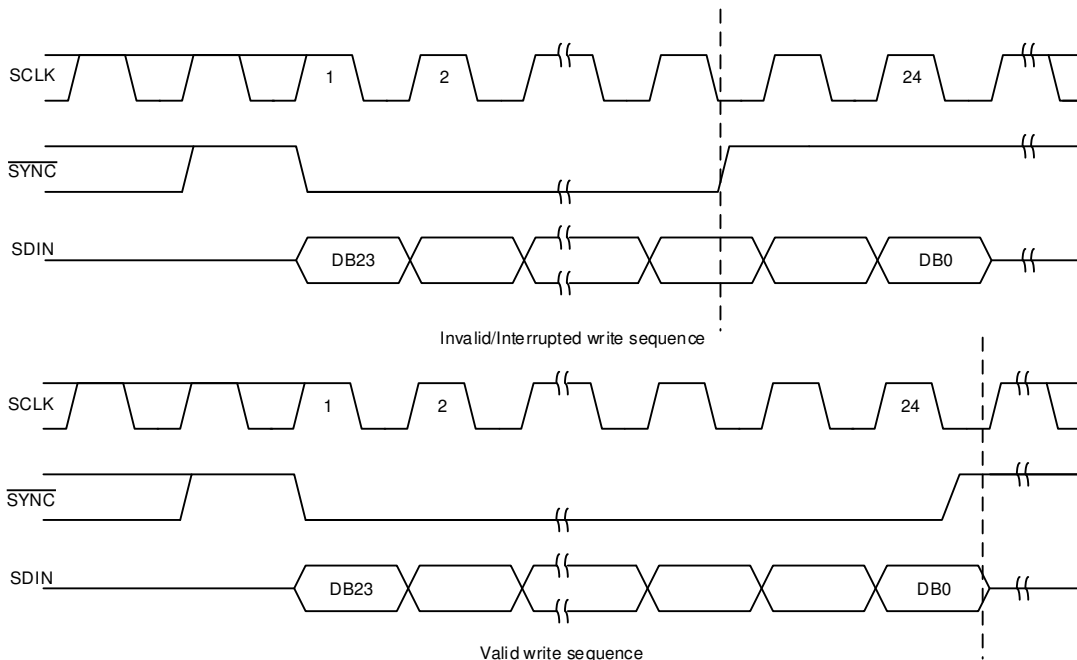 SCLK 1 2 24
SYNC
SDIN DB23 DB0
Invalid/Interrupted write sequence
SCLK 1 2 24
SYNC
SDIN DB23 DB0
Valid write sequence